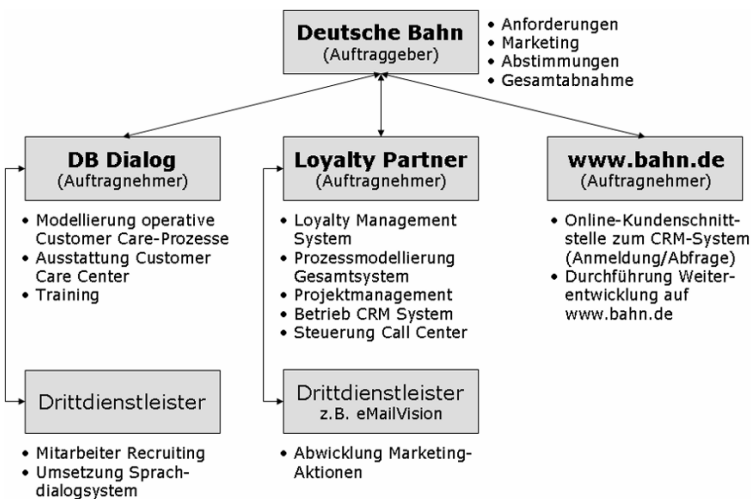 Deutsche Bahn
(Auftraggeber)
• Anforderungen
• Marketing
• Abstimmungen
• Gesamtabnahme
DB Dialog
(Auftragnehmer)
• Modellierung operative
Customer Care-Prozesse
• Ausstattung Customer
Care Center
• Training
Loyalty Partner
(Auftragnehmer)
• Loyalty Management
System
• Prozessmodellierung
Gesamtsystem
• Projektmanagement
• Betrieb CRM System
• Steuerung Call Center
www.bahn.de
(Auftragnehmer)
• Online-Kundenschnitt-
stelle zum CRM-System
(Anmeldung/Abfrage)
• Durchführung Weiter-
entwicklung auf
www.bahn.de
Drittdienstleister
• Mitarbeiter Recruiting
• Umsetzung Sprach-
dialogsystem
Drittdienstleister
z.B. eMailVision
• Abwicklung Marketing-
Aktionen